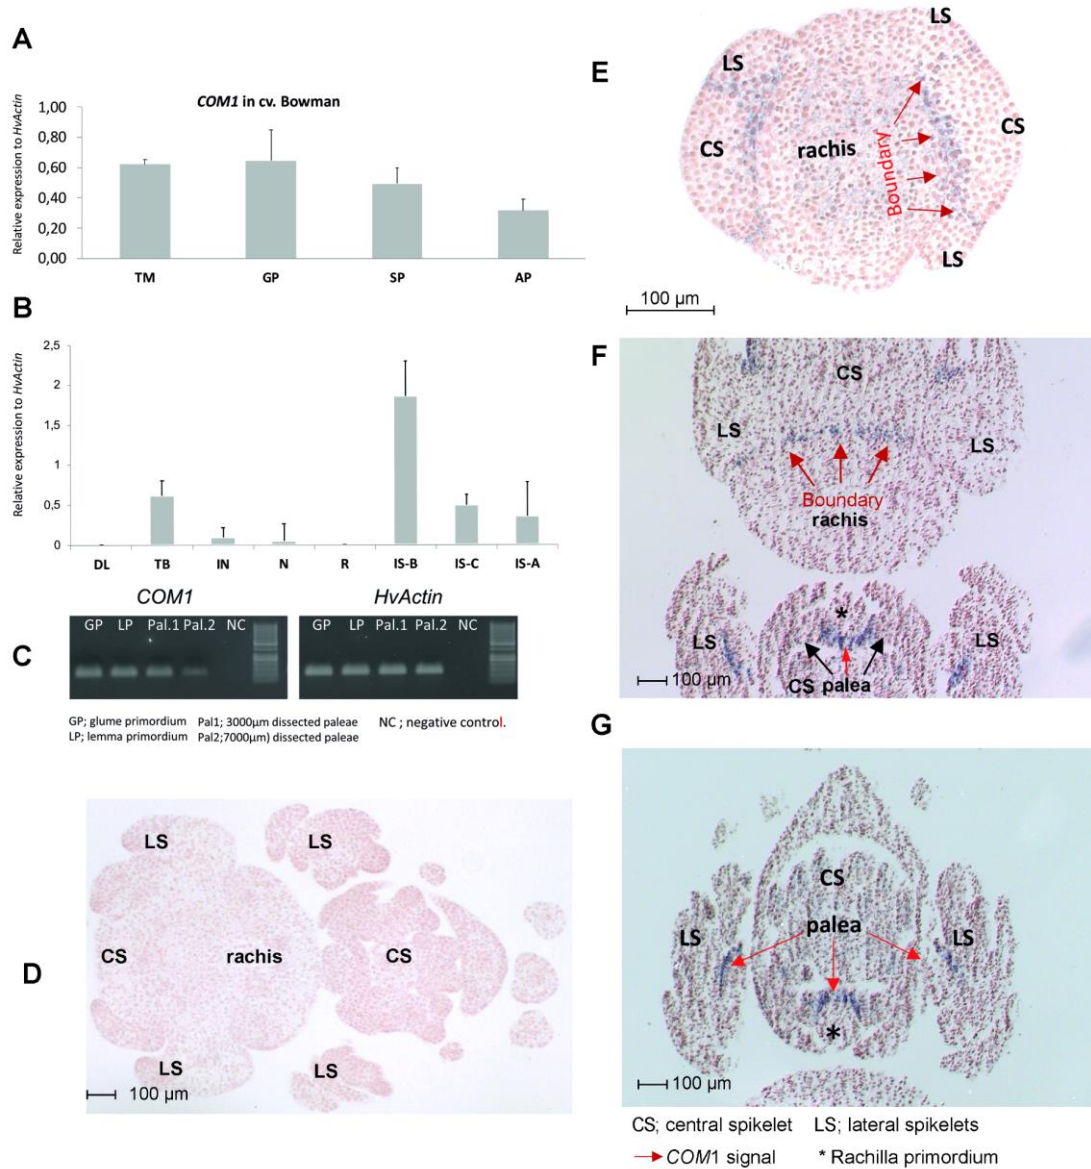 A
COM1 in cv. Bowman
Relative expression to HvActin
1,00
0,80
0,60
0,40
0,20
0,00
TM GP SP AP
B
Relative expression to HvActin
2,5
2
1,5
1
0,5
0
DL TB IN N R IS-B IS-C IS-A
C
COM1 HvActin
GP LP Pal.1 Pal.2 NC GP LP Pal.1 Pal.2 NC
GP; glume primordium Pal1; 3000µm dissected paleae NC ; negative control.
LP; lemma primordium Pal2;7000µm) dissected paleae
D
LS LS
CS rachis CS
LS LS
100 µm
E
LS
LS
CS rachis Boundary CS
LS
100 µm
F
CS
LS LS
Boundary
rachis
*
LS LS
CS palea
100 µm
G
CS
palea
LS LS
*
100 µm
CS; central spikelet LS; lateral spikelets
COM1 signal * Rachilla primordium